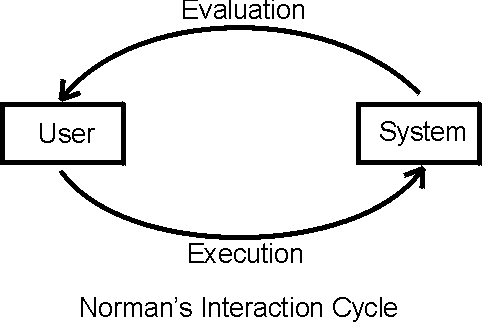 Evaluation
User
System
Execution
Norman's Interaction Cycle